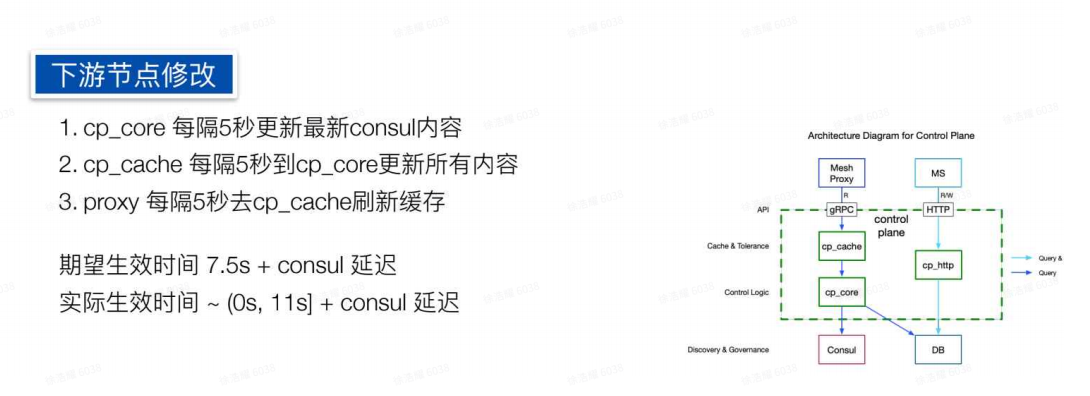 下游节点修改
1. cp_core 每隔5秒更新最新consul内容
2. cp_cache 每隔5秒到cp_core更新所有内容
3. proxy 每隔5秒去cp_cache刷新缓存
期望生效时间 7.5s + consul 延迟
实际生效时间 ~ (0s, 11s] + consul 延迟
Architecture Diagram for Control Plane
Mesh Proxy
MS
R
R/W
API
gRPC
HTTP
control plane
Cache & Tolerance
cp_cache
cp_http
Query &
Query
Control Logic
cp_core
Discovery & Governance
Consul
DB